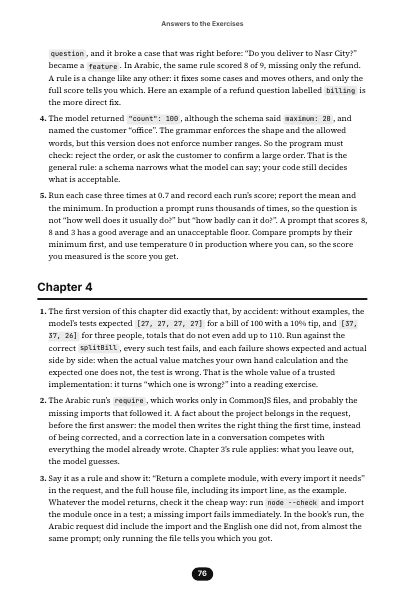 Answers to the Exercises
question, and it broke a case that was right before: “Do you deliver to Nasr City?”
became a feature. In Arabic, the same rule scored 8 of 9, missing only the refund.
A rule is a change like any other: it fixes some cases and moves others, and only the
full score tells you which. Here an example of a refund question labelled billing is
the more direct fix.
4. The model returned "count": 100, although the schema said maximum: 20, and
named the customer “office”. The grammar enforces the shape and the allowed
words, but this version does not enforce number ranges. So the program must
check: reject the order, or ask the customer to confirm a large order. That is the
general rule: a schema narrows what the model can say; your code still decides
what is acceptable.
5. Run each case three times at 0.7 and record each run’s score; report the mean and
the minimum. In production a prompt runs thousands of times, so the question is
not “how well does it usually do?” but “how badly can it do?”. A prompt that scores 8,
8 and 3 has a good average and an unacceptable floor. Compare prompts by their
minimum first, and use temperature 0 in production where you can, so the score
you measured is the score you get.
Chapter 4
1. The first version of this chapter did exactly that, by accident: without examples, the
model’s tests expected [27, 27, 27, 27] for a bill of 100 with a 10% tip, and [37,
37, 26] for three people, totals that do not even add up to 110. Run against the
correct splitBill, every such test fails, and each failure shows expected and actual
side by side: when the actual value matches your own hand calculation and the
expected one does not, the test is wrong. That is the whole value of a trusted
implementation: it turns “which one is wrong?” into a reading exercise.
2. The Arabic run’s require, which works only in CommonJS files, and probably the
missing imports that followed it. A fact about the project belongs in the request,
before the first answer: the model then writes the right thing the first time, instead
of being corrected, and a correction late in a conversation competes with
everything the model already wrote. Chapter 3’s rule applies: what you leave out,
the model guesses.
3. Say it as a rule and show it: “Return a complete module, with every import it needs”
in the request, and the full house file, including its import line, as the example.
Whatever the model returns, check it the cheap way: run node --check and import
the module once in a test; a missing import fails immediately. In the book’s run, the
Arabic request did include the import and the English one did not, from almost the
same prompt; only running the file tells you which you got.
76